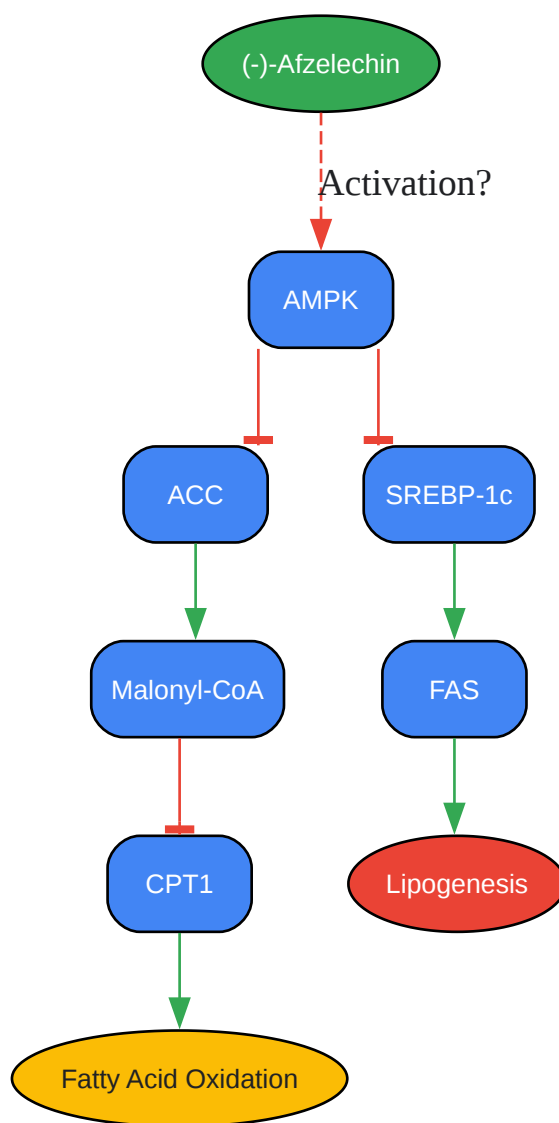 (-)-Afzelechin
Activation?
AMPK
ACC
SREBP-1c
Malonyl-CoA
FAS
CPT1
Lipogenesis
Fatty Acid Oxidation